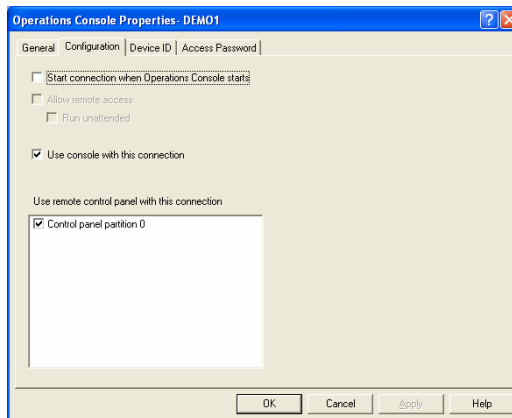 Operations Console Properties- DEMO1
General Configuration Device ID Access Password
Start connection when Operations Console starts
Allow remote access
Run unattended
Use console with this connection
Use remote control panel with this connection
Control panel partition 0
OK Cancel Apply Help